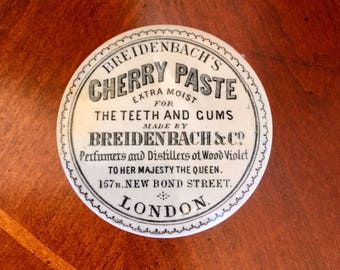 BREIDENBACH'S
CHERRY PASTE
EXTRA MOIST
FOR
THE TEETH AND GUMS
MADE BY
BREIDENBACH & Co.
Perfumers and Distillers of Wood Violet
TO HER MAJESTY THE QUEEN.
157B. NEW BOND STREET.
LONDON.